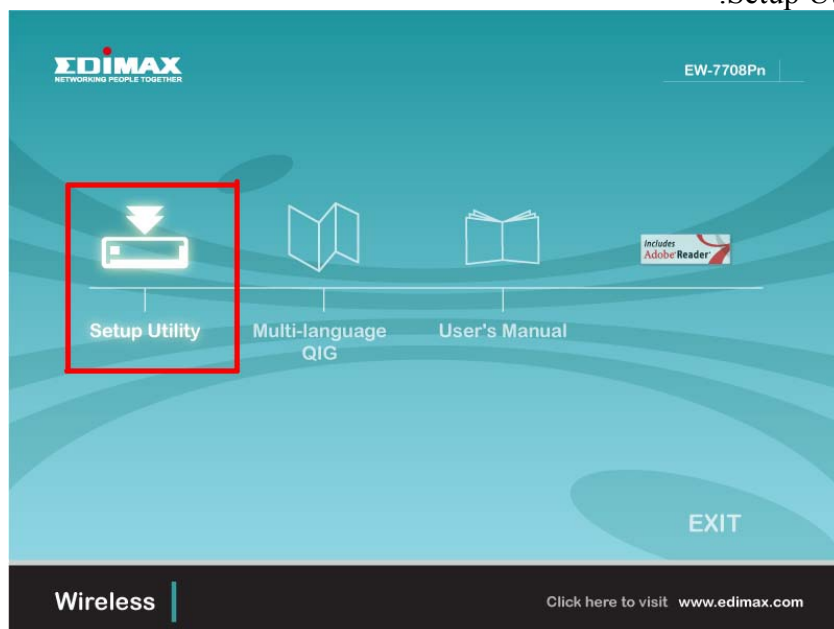 EDIMAX
NETWORKING PEOPLE TOGETHER
EW-7708Pn
Includes
Adobe Reader
Setup Utility
Multi-language
QIG
User's Manual
EXIT
Wireless
Click here to visit www.edimax.com